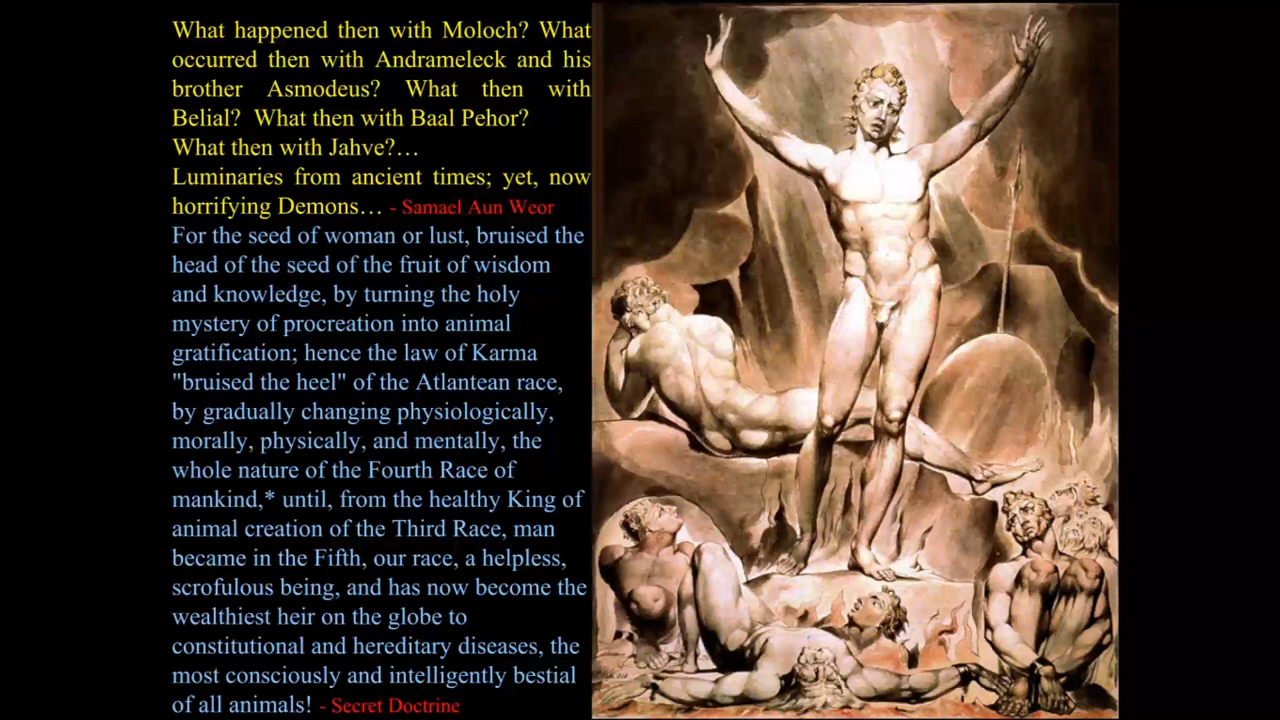 What happened then with Moloch? What
occurred then with Andrameleck and his
brother Asmodeus? What then with
Belial? What then with Baal Pehor?
What then with Jahve?…
Luminaries from ancient times; yet, now
horrifying Demons… - Samael Aun Weor
For the seed of woman or lust, bruised the
head of the seed of the fruit of wisdom
and knowledge, by turning the holy
mystery of procreation into animal
gratification; hence the law of Karma
"bruised the heel" of the Atlantean race,
by gradually changing physiologically,
morally, physically, and mentally, the
whole nature of the Fourth Race of
mankind,* until, from the healthy King of
animal creation of the Third Race, man
became in the Fifth, our race, a helpless,
scrofulous being, and has now become the
wealthiest heir on the globe to
constitutional and hereditary diseases, the
most consciously and intelligently bestial
of all animals! - Secret Doctrine